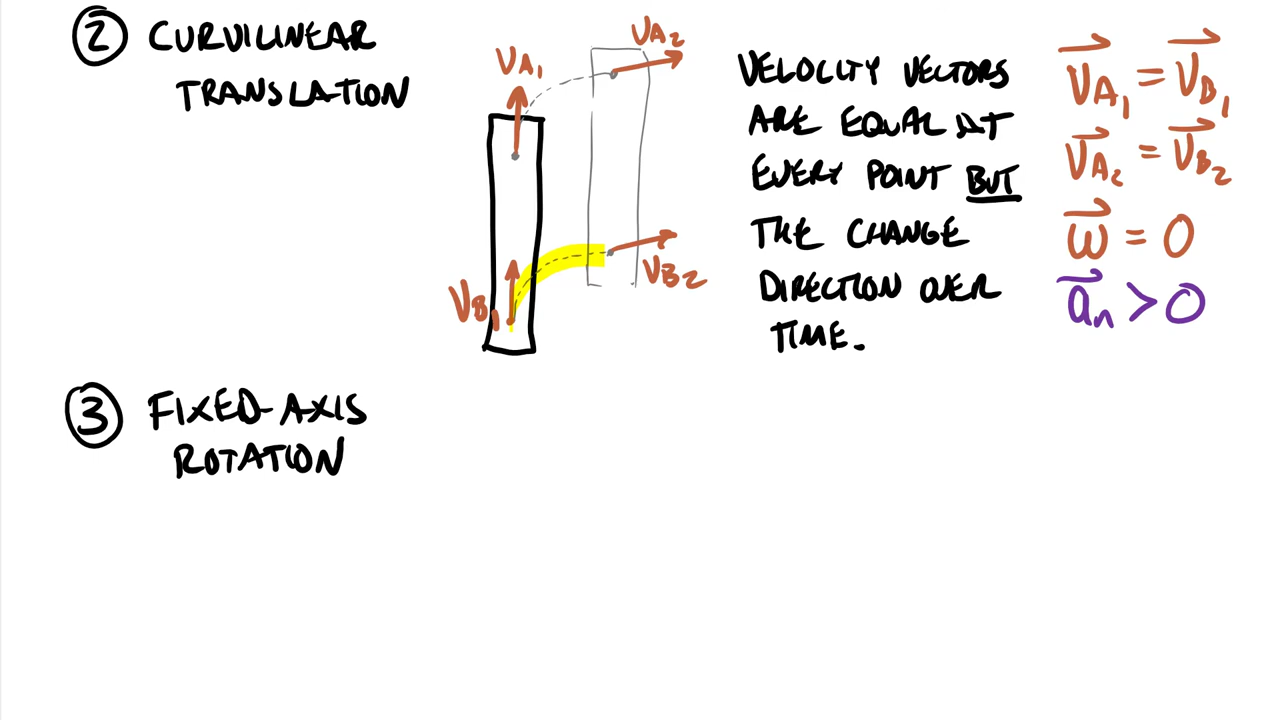 ② CURVILINEAR
TRANSLATION
VA₁
VA₂
VB₁
VB₂
VELOCITY VECTORS
ARE EQUAL AT
EVERY POINT BUT
THE CHANGE
DIRECTION OVER
TIME.
→VA₁ = →VB₁
→VA₂ = →VB₂
→ω = 0
→an > 0
③ FIXED-AXIS
ROTATION